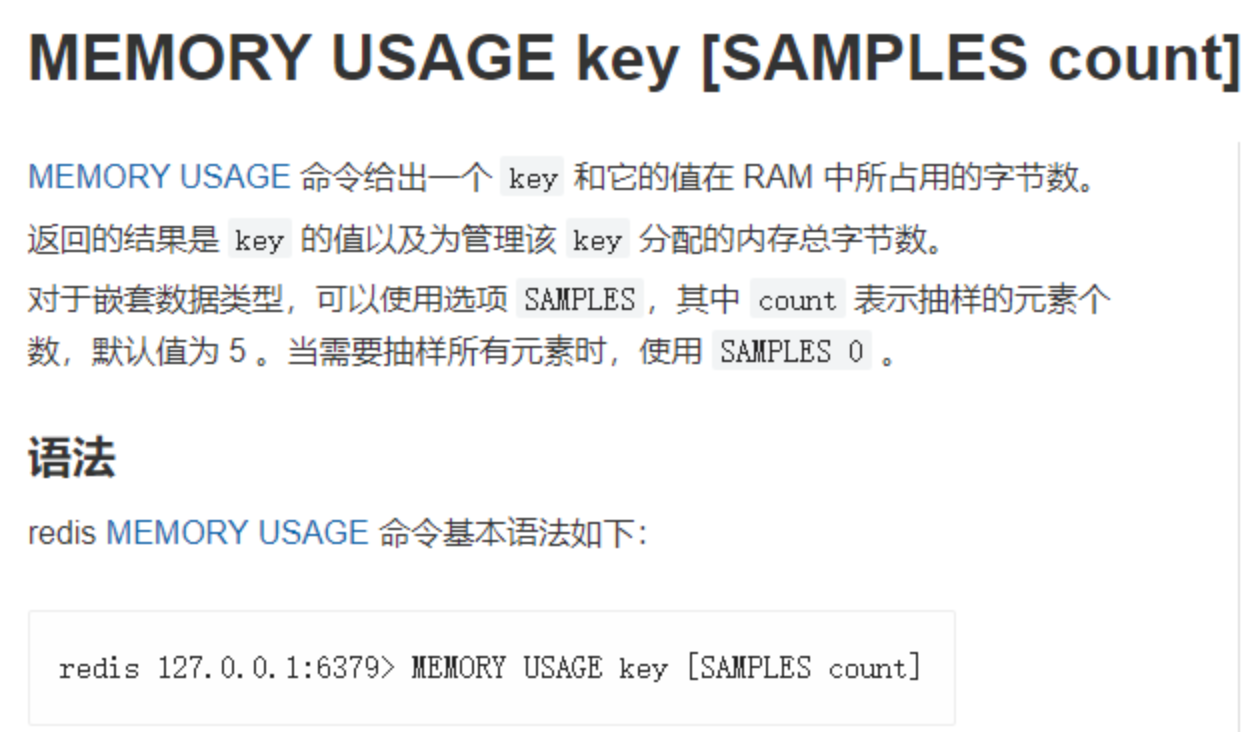 MEMORY USAGE key [SAMPLES count]
MEMORY USAGE 命令给出一个 key 和它的值在 RAM 中所占用的字节数。
返回的结果是 key 的值以及为管理该 key 分配的内存总字节数。
对于嵌套数据类型，可以使用选项 SAMPLES，其中 count 表示抽样的元素个
数，默认值为 5 。当需要抽样所有元素时，使用 SAMPLES 0 。
语法
redis MEMORY USAGE 命令基本语法如下：
redis 127.0.0.1:6379> MEMORY USAGE key [SAMPLES count]